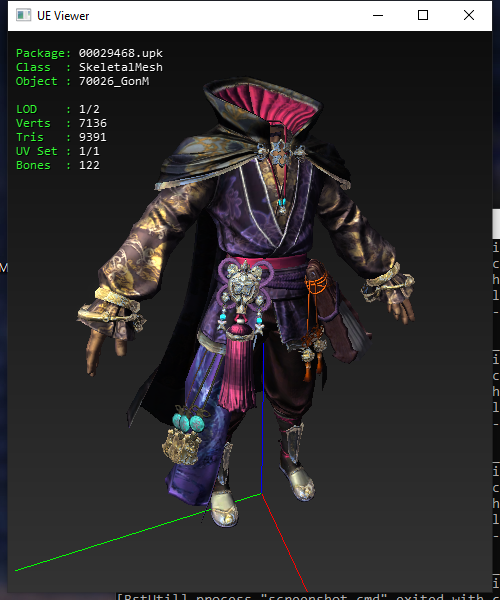 UE Viewer
Package: 00029468.upk
Class  : SkeletalMesh
Object : 70026_GonM
LOD    : 1/2
Verts  : 7136
Tris   : 9391
UV Set : 1/1
Bones  : 122
M
i
c
h
l
-
i
c
h
l
-
i
c
h
l
-
i
[BstUtil] process "screenshot.cmd" exited with c